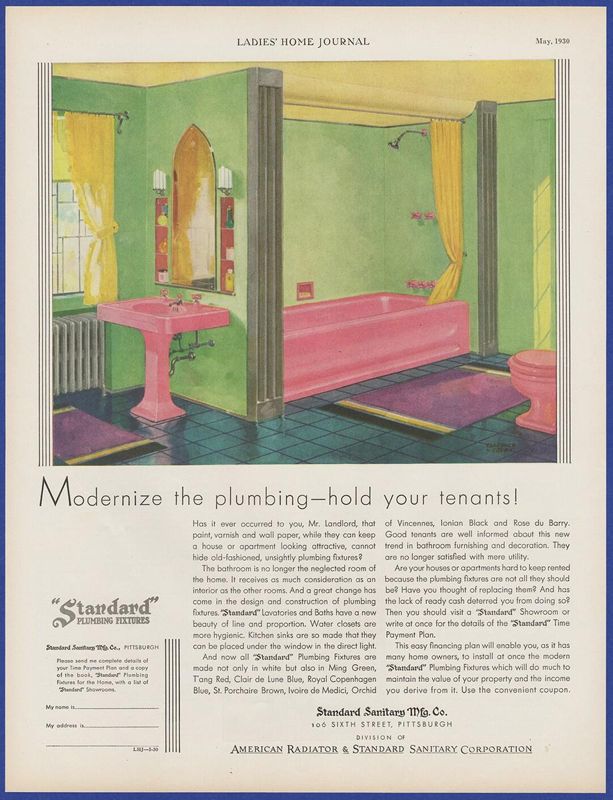 LADIES' HOME JOURNAL
May, 1930
Modernize the plumbing—hold your tenants!
Has it ever occurred to you, Mr. Landlord, that
paint, varnish and wall paper, while they can keep
a house or apartment looking attractive, cannot
hide old-fashioned, unsightly plumbing fixtures?
The bathroom is no longer the neglected room of
the home. It receives as much consideration as an
interior as the other rooms. And a great change has
come in the design and construction of plumbing
fixtures. "Standard" Lavatories and Baths have a new
beauty of line and proportion. Water closets are
more hygienic. Kitchen sinks are so made that they
can be placed under the window in the direct light.
And now all "Standard" Plumbing Fixtures are
made not only in white but also in Ming Green,
T'ang Red, Clair de Lune Blue, Royal Copenhagen
Blue, St. Porchaire Brown, Ivoire de Medici, Orchid
of Vincennes, Ionian Black and Rose du Barry.
Good tenants are well informed about this new
trend in bathroom furnishing and decoration. They
are no longer satisfied with mere utility.
Are your houses or apartments hard to keep rented
because the plumbing fixtures are not all they should
be? Have you thought of replacing them? And has
the lack of ready cash deterred you from doing so?
Then you should visit a "Standard" Showroom or
write at once for the details of the "Standard" Time
Payment Plan.
This easy financing plan will enable you, as it has
many home owners, to install at once the modern
"Standard" Plumbing Fixtures which will do much to
maintain the value of your property and the income
you derive from it. Use the convenient coupon.
"Standard"
PLUMBING FIXTURES
Standard Sanitary Mfg. Co., PITTSBURGH
Please send me complete details of
your Time Payment Plan and a copy
of the book, "Standard" Plumbing
Fixtures for the Home, with a list of
"Standard" Showrooms.
My name is
My address is
LHJ—5-30
Standard Sanitary Mfg. Co.
106 SIXTH STREET, PITTSBURGH
DIVISION OF
AMERICAN RADIATOR & STANDARD SANITARY CORPORATION